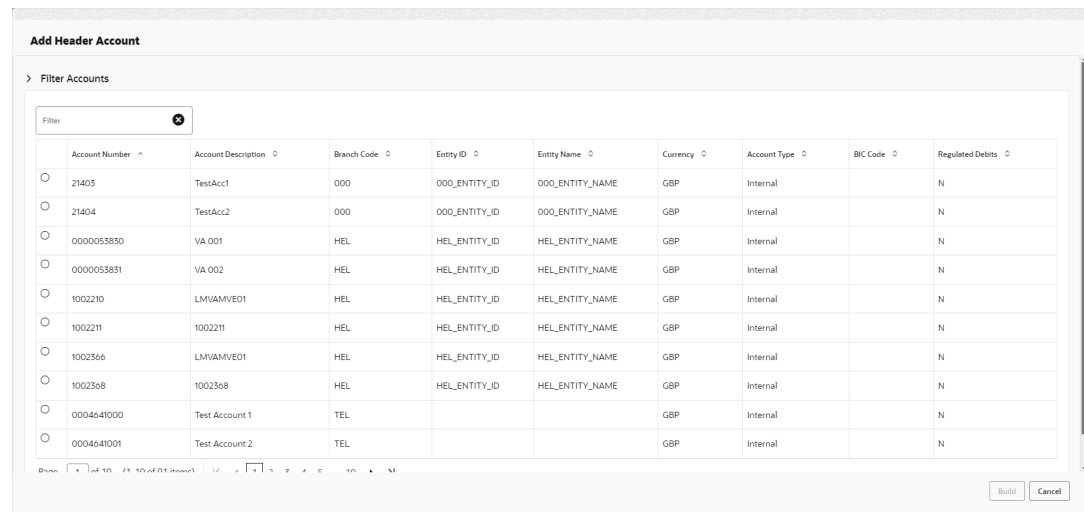 Add Header Account
Filter Accounts
Filter
Account Number Account Description Branch Code Entity ID Entity Name Currency Account Type BIC Code Regulated Debits
21403 TestAcc1 000 000_ENTITY_ID 000_ENTITY_NAME GBP Internal N
21404 TestAcc2 000 000_ENTITY_ID 000_ENTITY_NAME GBP Internal N
0000053830 VA 001 HEL HEL_ENTITY_ID HEL_ENTITY_NAME GBP Internal N
0000053831 VA 002 HEL HEL_ENTITY_ID HEL_ENTITY_NAME GBP Internal N
1002210 LMVAMVE01 HEL HEL_ENTITY_ID HEL_ENTITY_NAME GBP Internal N
1002211 1002211 HEL HEL_ENTITY_ID HEL_ENTITY_NAME GBP Internal N
1002366 LMVAMVE01 HEL HEL_ENTITY_ID HEL_ENTITY_NAME GBP Internal N
1002368 1002368 HEL HEL_ENTITY_ID HEL_ENTITY_NAME GBP Internal N
0004641000 Test Account 1 TEL GBP Internal N
0004641001 Test Account 2 TEL GBP Internal N
Page 1 of 10 (1-10 of 91 items) 1 2 3 4 5 ... 10
Build Cancel